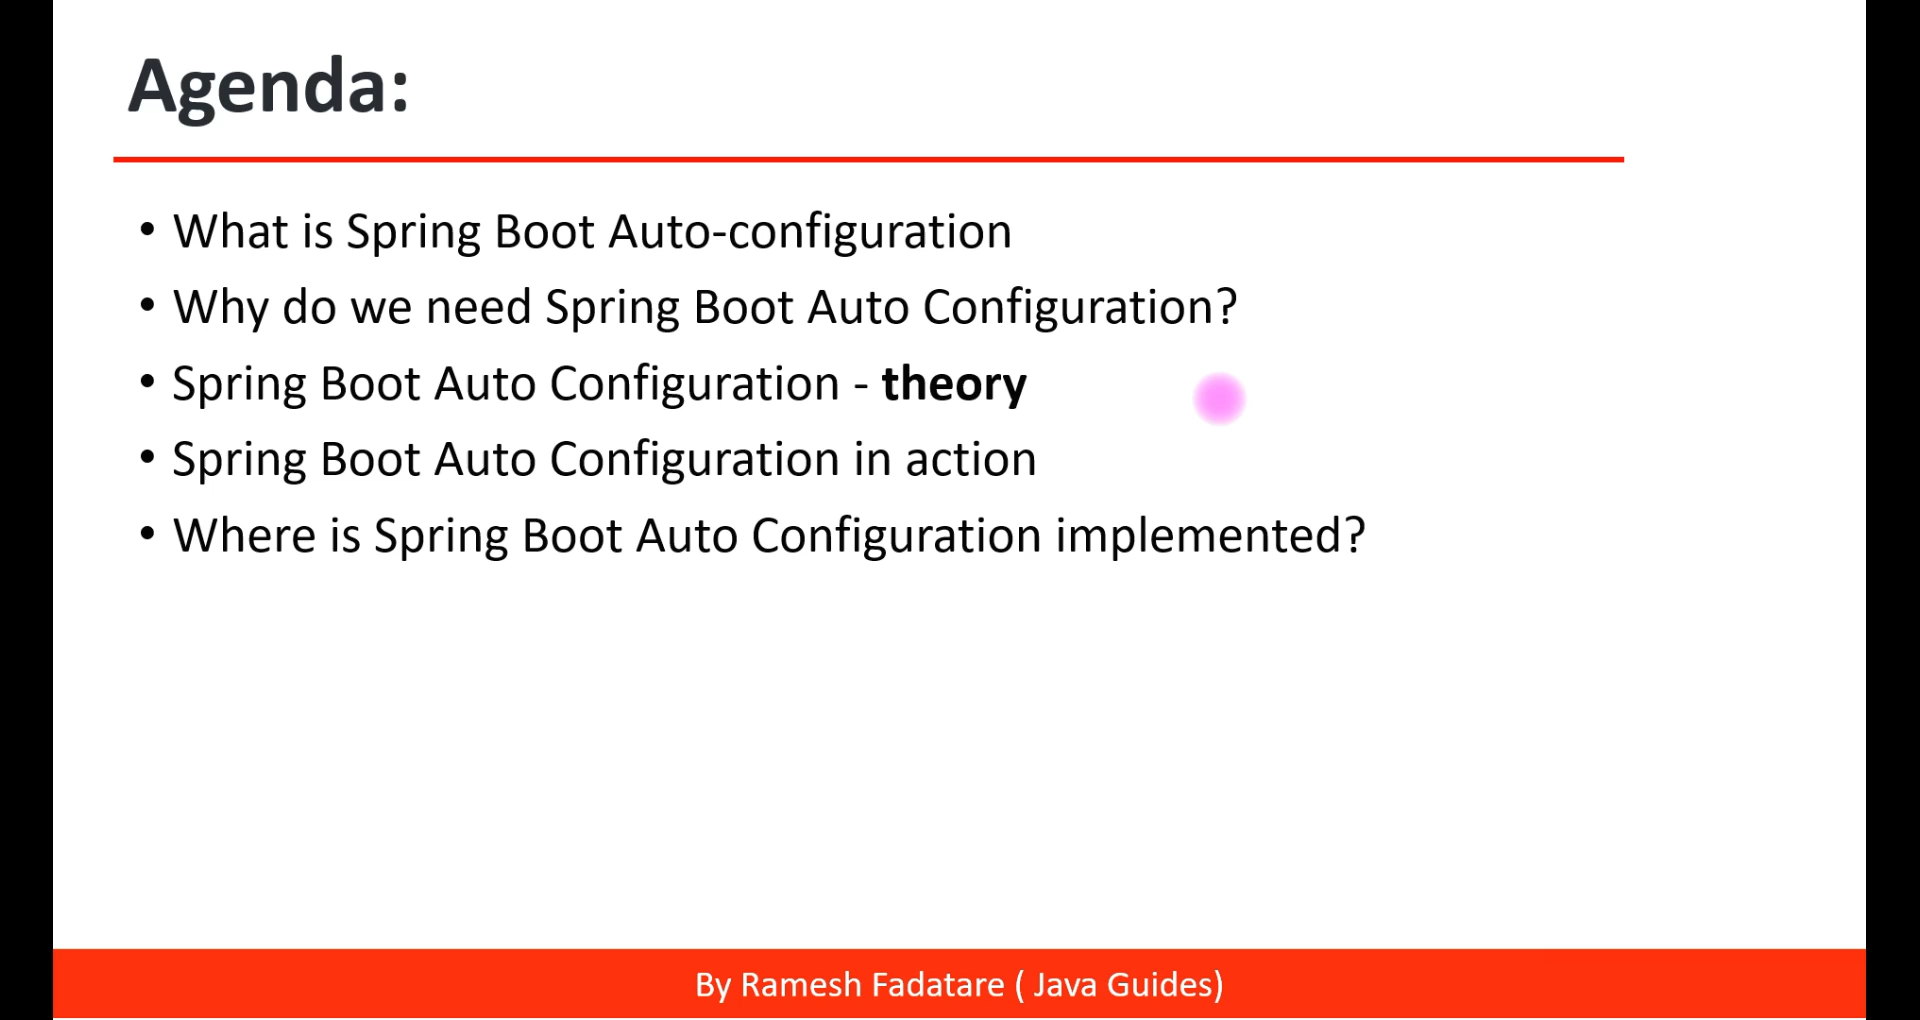 Agenda:
• What is Spring Boot Auto-configuration
• Why do we need Spring Boot Auto Configuration?
• Spring Boot Auto Configuration - theory
• Spring Boot Auto Configuration in action
• Where is Spring Boot Auto Configuration implemented?
By Ramesh Fadatare ( Java Guides)